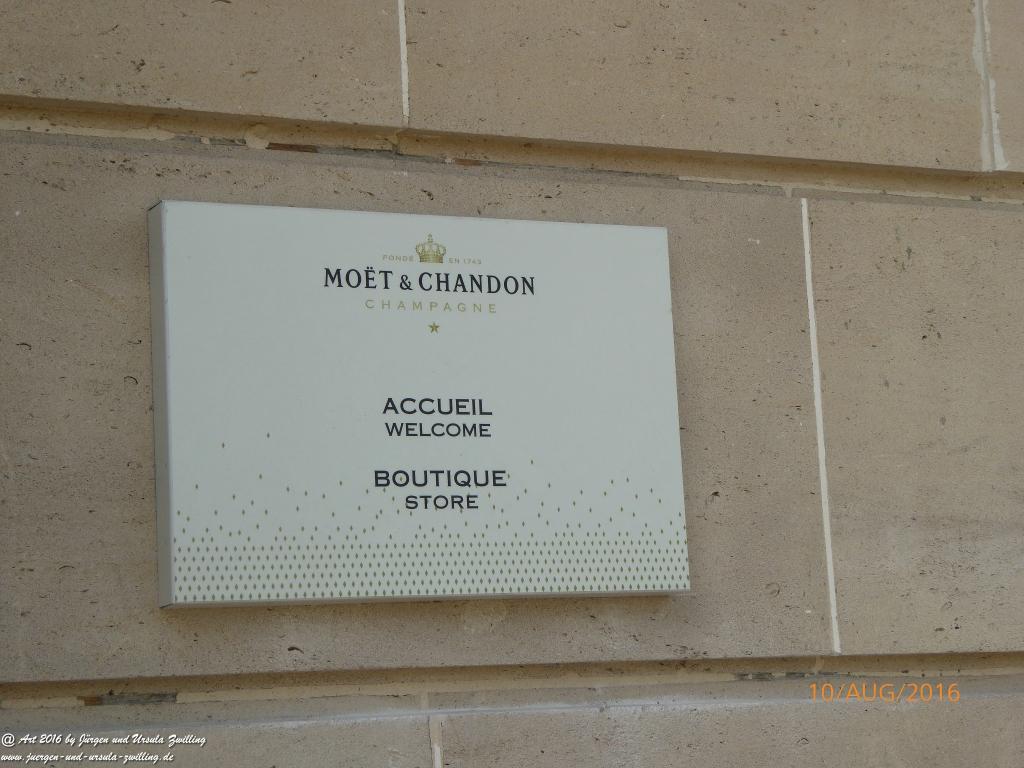 FONDÉ EN 1743
MOËT & CHANDON
CHAMPAGNE
ACCUEIL
WELCOME
BOUTIQUE
STORE
10/AUG/2016
@ Art 2016 by Jürgen und Ursula Zwilling
www.juergen-und-ursula-zwilling.de